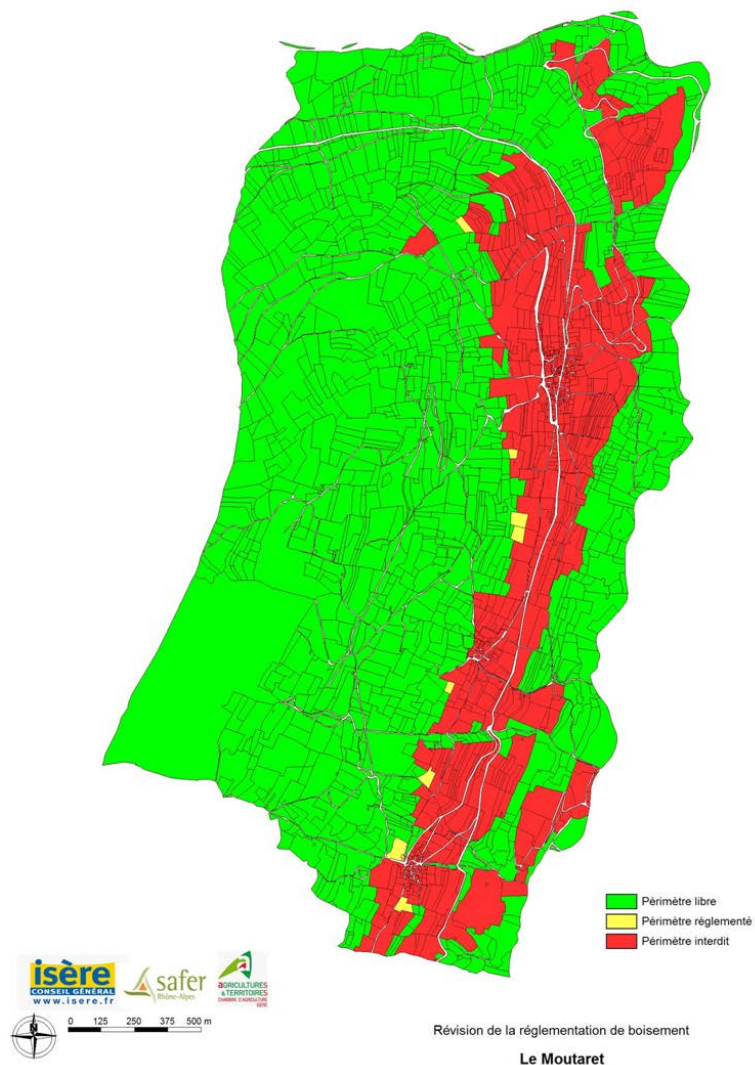 Périmètre libre
Périmètre réglementé
Périmètre interdit
isère
CONSEIL GÉNÉRAL
www.isere.fr
safer
Rhône-Alpes
agRICULTURES
& TERRITOIRES
CHAMBRE D'AGRICULTURE
ISÈRE
N
0 125 250 375 500 m
Révision de la réglementation de boisement
Le Moutaret